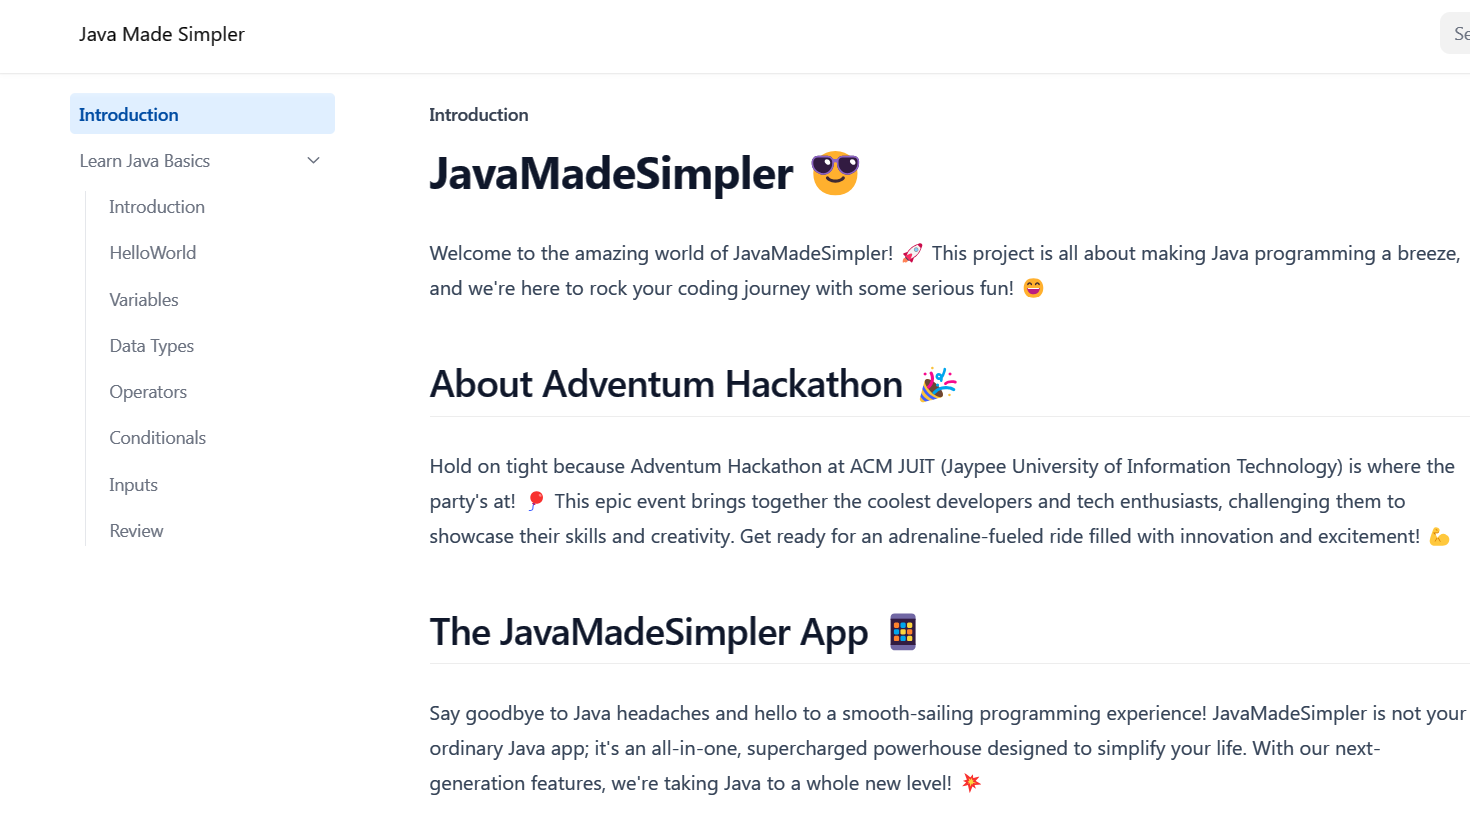 Java Made Simpler
Se
Introduction
Learn Java Basics
Introduction
HelloWorld
Variables
Data Types
Operators
Conditionals
Inputs
Review
Introduction
JavaMadeSimpler 😎
Welcome to the amazing world of JavaMadeSimpler! 🚀 This project is all about making Java programming a breeze,
and we're here to rock your coding journey with some serious fun! 😄
About Adventum Hackathon 🎉
Hold on tight because Adventum Hackathon at ACM JUIT (Jaypee University of Information Technology) is where the
party's at! 🎈 This epic event brings together the coolest developers and tech enthusiasts, challenging them to
showcase their skills and creativity. Get ready for an adrenaline-fueled ride filled with innovation and excitement! 💪
The JavaMadeSimpler App 📱
Say goodbye to Java headaches and hello to a smooth-sailing programming experience! JavaMadeSimpler is not your
ordinary Java app; it's an all-in-one, supercharged powerhouse designed to simplify your life. With our next-
generation features, we're taking Java to a whole new level! 💥